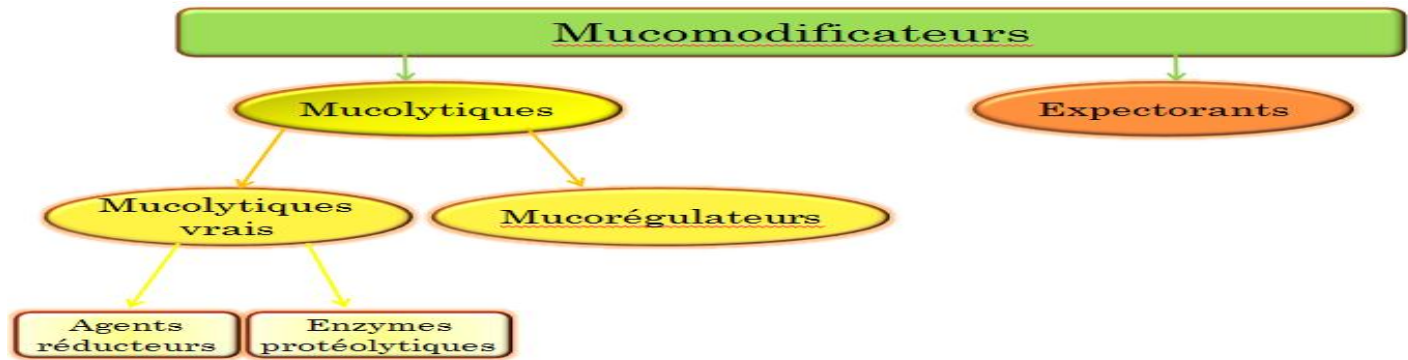 Mucomodificateurs
Mucolytiques
Expectorants
Mucolytiques
vrais
Mucorégulateurs
Agents
réducteurs
Enzymes
protéolytiques